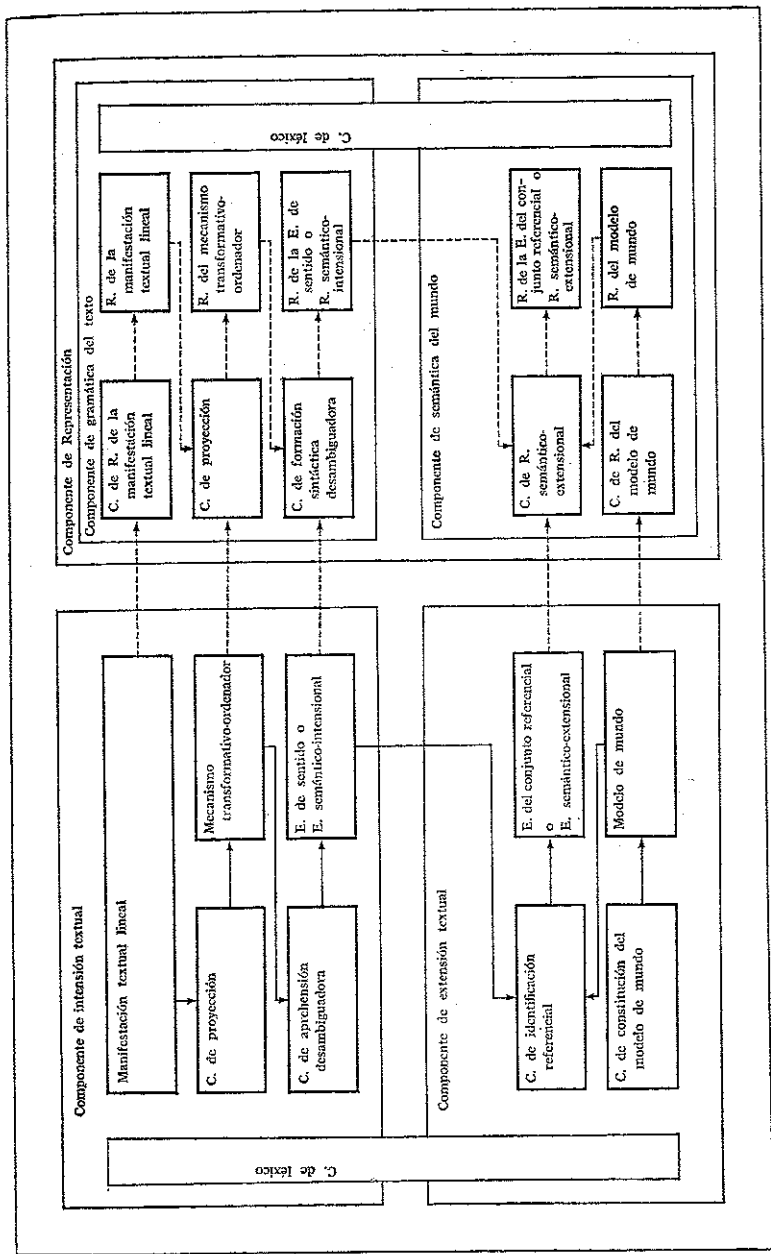 Componente de intensión textual
Manifestación textual lineal
C. de proyección
Mecanismo
transformativo-ordenador
C. de aprehensión
desambiguadora
E. de sentido o
E. semántico-intensional
Componente de extensión textual
C. de identificación
referencial
E. del conjunto referencial
o
E. semántico-extensional
C. de constitución del
modelo de mundo
Modelo de mundo
C. de léxico
Componente de Representación
Componente de gramática del texto
C. de R. de la
manifestación
textual lineal
R. de la
manifestación
textual lineal
C. de proyección
R. del mecanismo
transformativo-
ordenador
C. de formación
sintáctica
desambiguadora
R. de la E. de
sentido o
R. semántico-
intensional
Componente de semántica del mundo
C. de R.
semántico-
extensional
R. de la E. del con-
junto referencial o
R. semántico-
extensional
C. de R. del
modelo de
mundo
R. del modelo
de mundo
C. de léxico